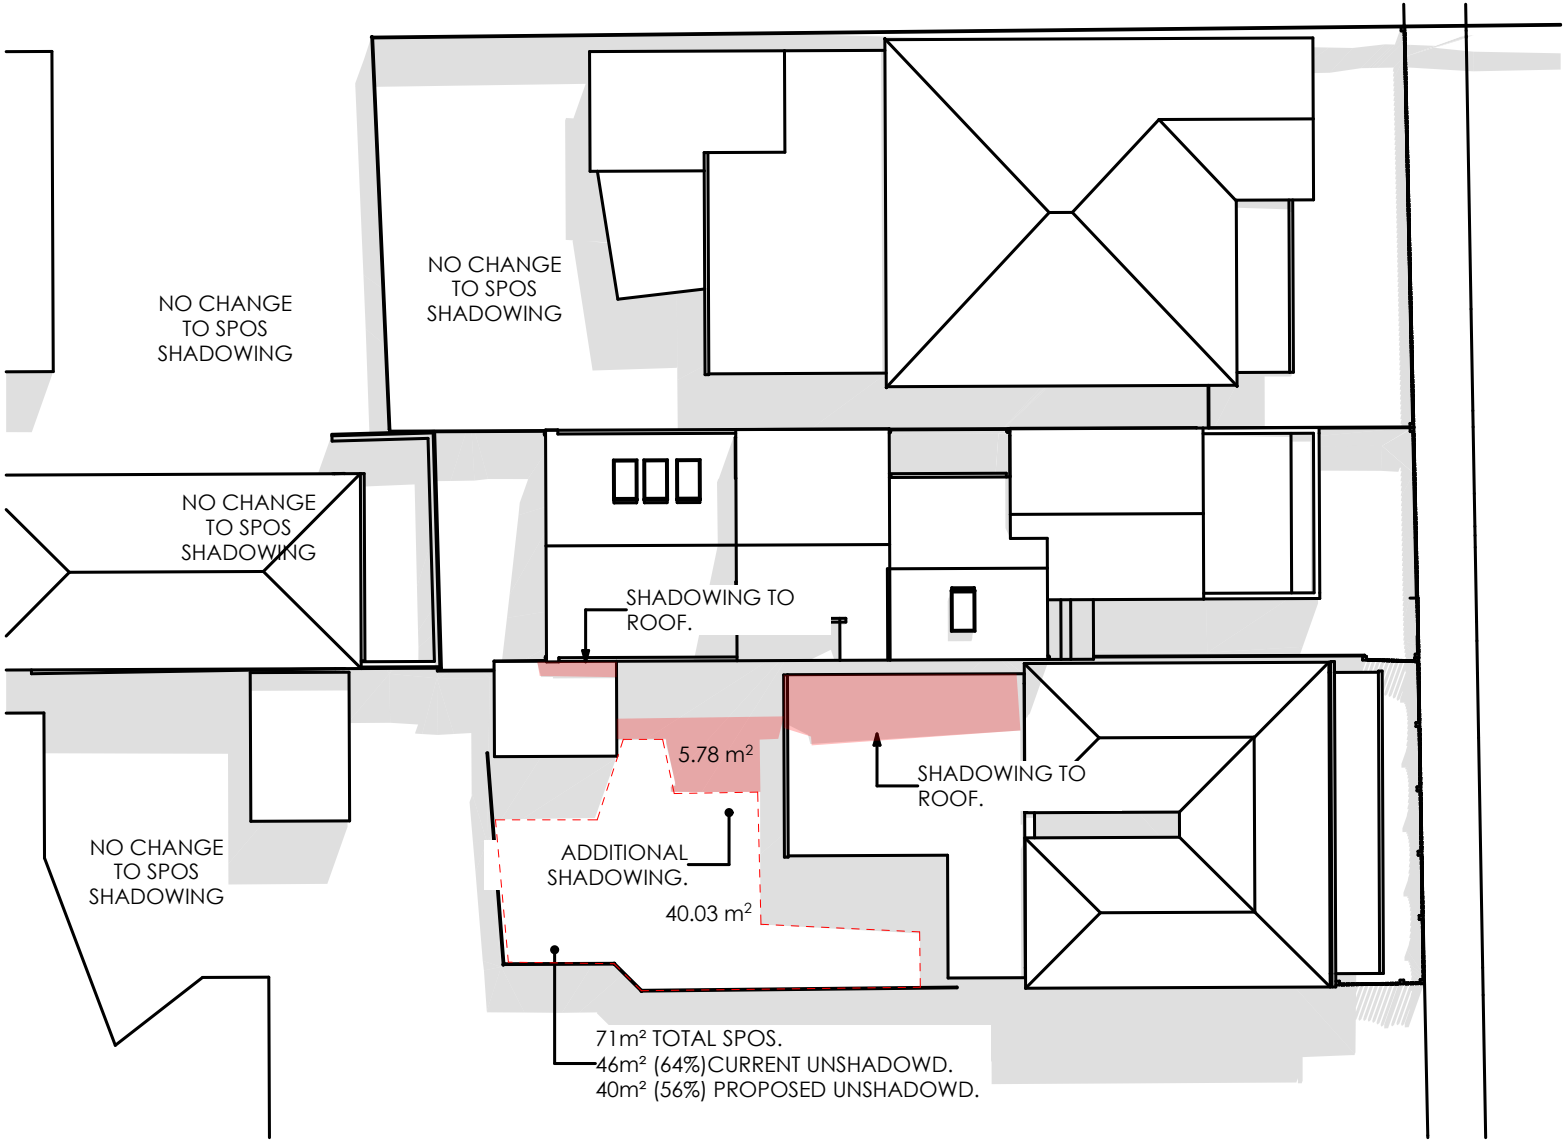 NO CHANGE
TO SPOS
SHADOWING
NO CHANGE
TO SPOS
SHADOWING
NO CHANGE
TO SPOS
SHADOWING
SHADOWING TO
ROOF.
5.78 m²
SHADOWING TO
ROOF.
NO CHANGE
TO SPOS
SHADOWING
ADDITIONAL
SHADOWING.
40.03 m²
71m² TOTAL SPOS.
46m² (64%)CURRENT UNSHADOWD.
40m² (56%) PROPOSED UNSHADOWD.